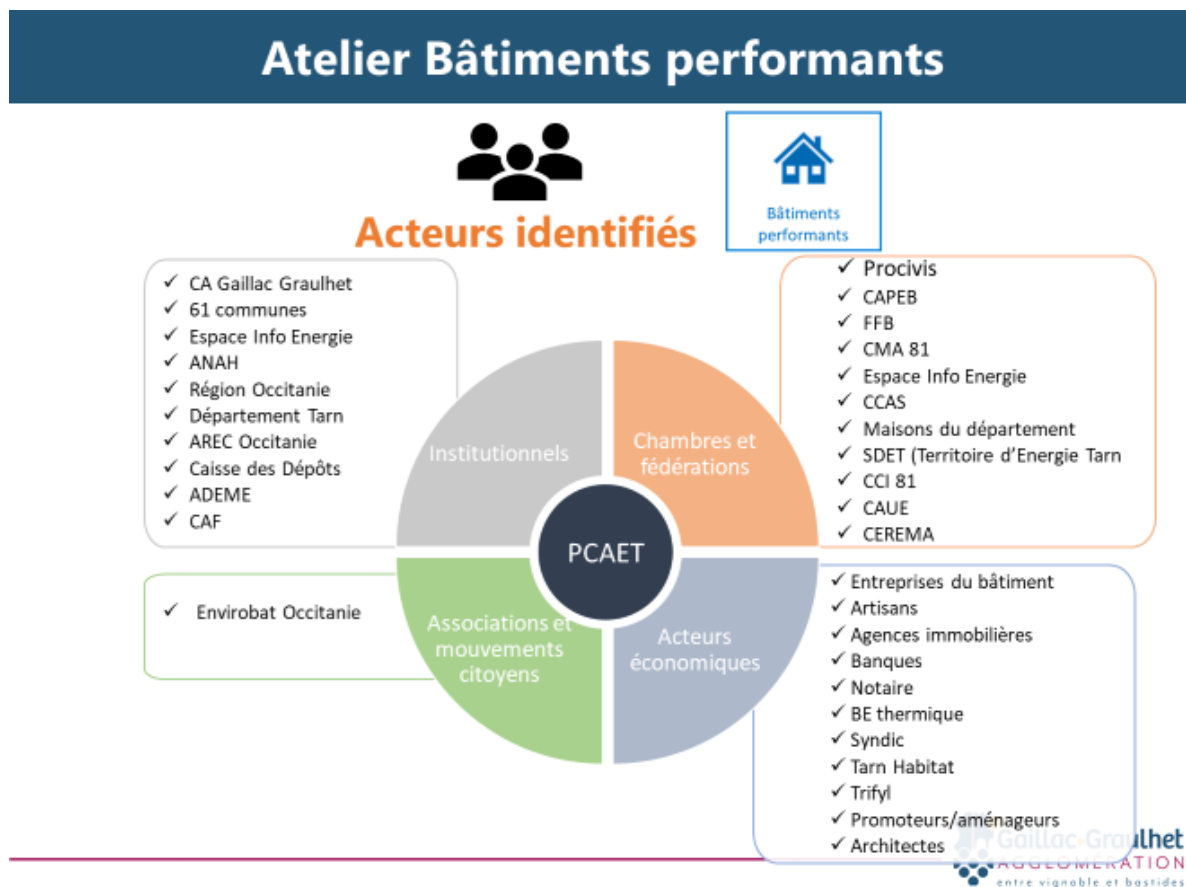 Atelier Bâtiments performants
Acteurs identifiés
Bâtiments
performants
✓ CA Gaillac Graulhet
✓ 61 communes
✓ Espace Info Energie
✓ ANAH
✓ Région Occitanie
✓ Département Tarn
✓ AREC Occitanie
✓ Caisse des Dépôts
✓ ADEME
✓ CAF
✓ Procivis
✓ CAPEB
✓ FFB
✓ CMA 81
✓ Espace Info Energie
✓ CCAS
✓ Maisons du département
✓ SDET (Territoire d'Energie Tarn
✓ CCI 81
✓ CAUE
✓ CEREMA
Institutionnels
Chambres et
fédérations
PCAET
Associations et
mouvements
citoyens
Acteurs
économiques
✓ Envirobat Occitanie
✓ Entreprises du bâtiment
✓ Artisans
✓ Agences immobilières
✓ Banques
✓ Notaire
✓ BE thermique
✓ Syndic
✓ Tarn Habitat
✓ Trifyl
✓ Promoteurs/aménageurs
✓ Architectes
Gaillac•Graulhet
AGGLOMERATION
entre vignoble et bastides